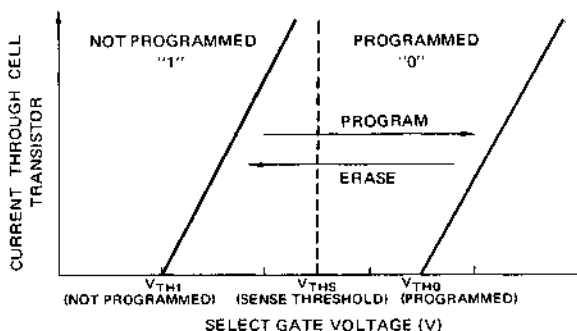 NOT PROGRAMMED
"1"
PROGRAMMED
"0"
PROGRAM
ERASE
CURRENT THROUGH CELL
TRANSISTOR
VTH1
(NOT PROGRAMMED)
VTHS
(SENSE THRESHOLD)
VTH0
(PROGRAMMED)
SELECT GATE VOLTAGE (V)